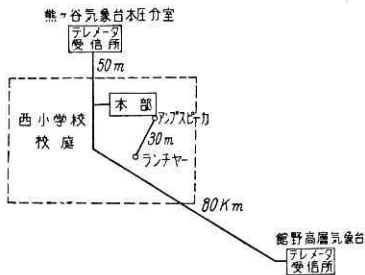 熊ヶ谷気象台本庄分室
テレメータ
受信所
50m
本部
アンプスピーカ
西小学校
校庭
30m
ランチャー
80Km
館野高層気象台
テレメータ
受信所